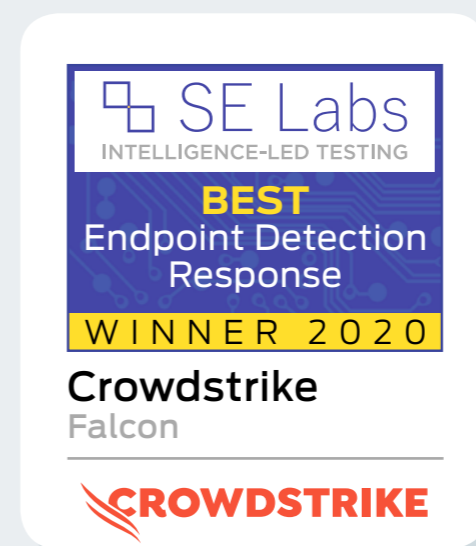 SE Labs
INTELLIGENCE-LED TESTING
BEST
Endpoint Detection
Response
WINNER 2020
Crowdstrike
Falcon
CROWDSTRIKE